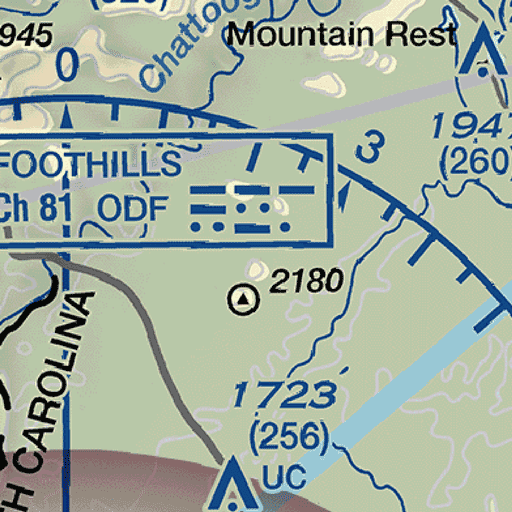 945
Mountain Rest
Chattoog
0
3
1947
(260)
FOOTHILLS
Ch 81 ODF
2180
1723'
(256)
UC
H CAROLINA